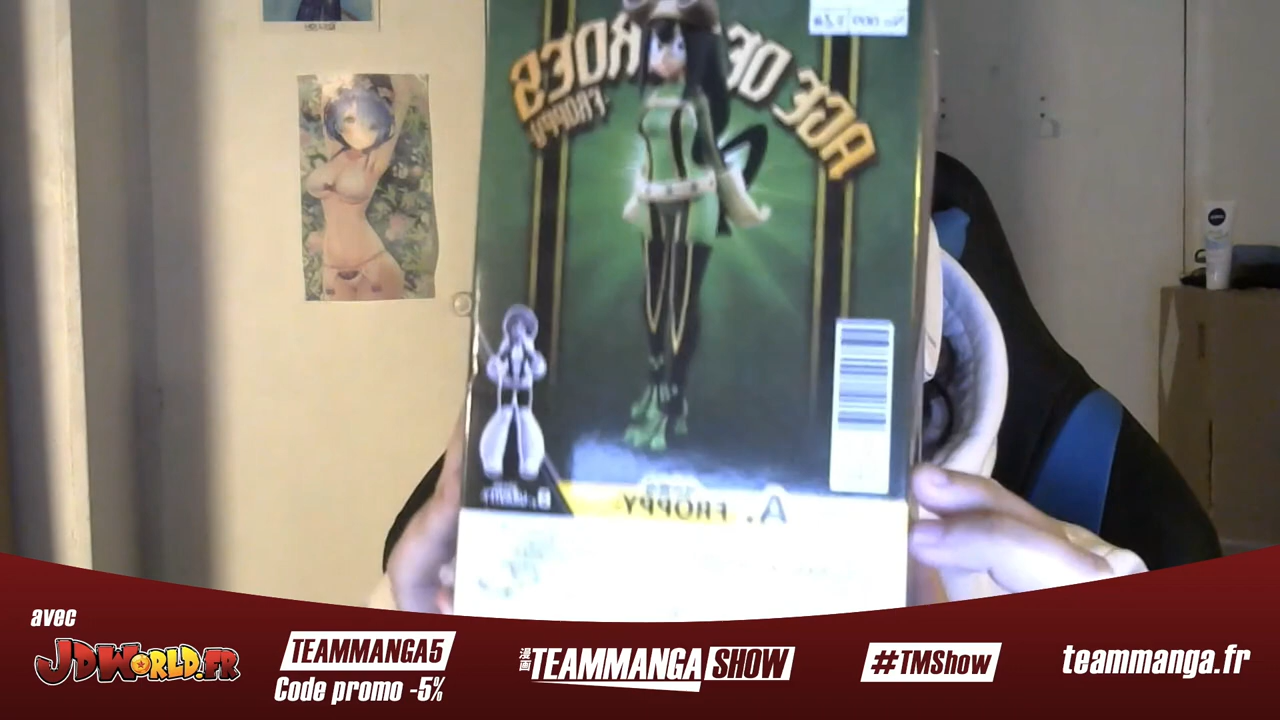 AGE OF HEROES
-FROPPY-
A. FROPPY
avec
JDWORLD.FR
TEAMMANGA5
Code promo -5%
漫画 TEAMMANGA SHOW
#TMShow
teammanga.fr
NIVEA